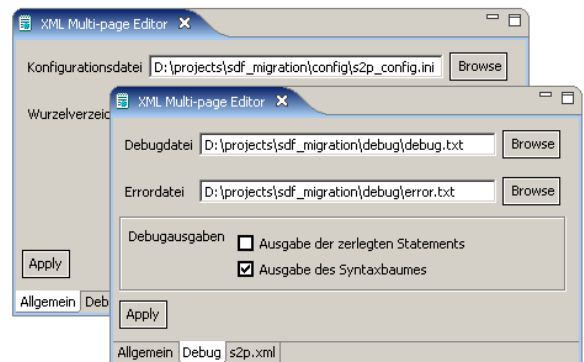 XML Multi-page Editor
Konfigurationsdatei D:\projects\sdf_migration\config\s2p_config.ini Browse
Wurzelverzeic
Apply
Allgemein Deb
XML Multi-page Editor
Debugdatei D:\projects\sdf_migration\debug\debug.txt Browse
Errordatei D:\projects\sdf_migration\debug\error.txt Browse
Debugausgaben Ausgabe der zerlegten Statements
Ausgabe des Syntaxbaumes
Apply
Allgemein Debug s2p.xml